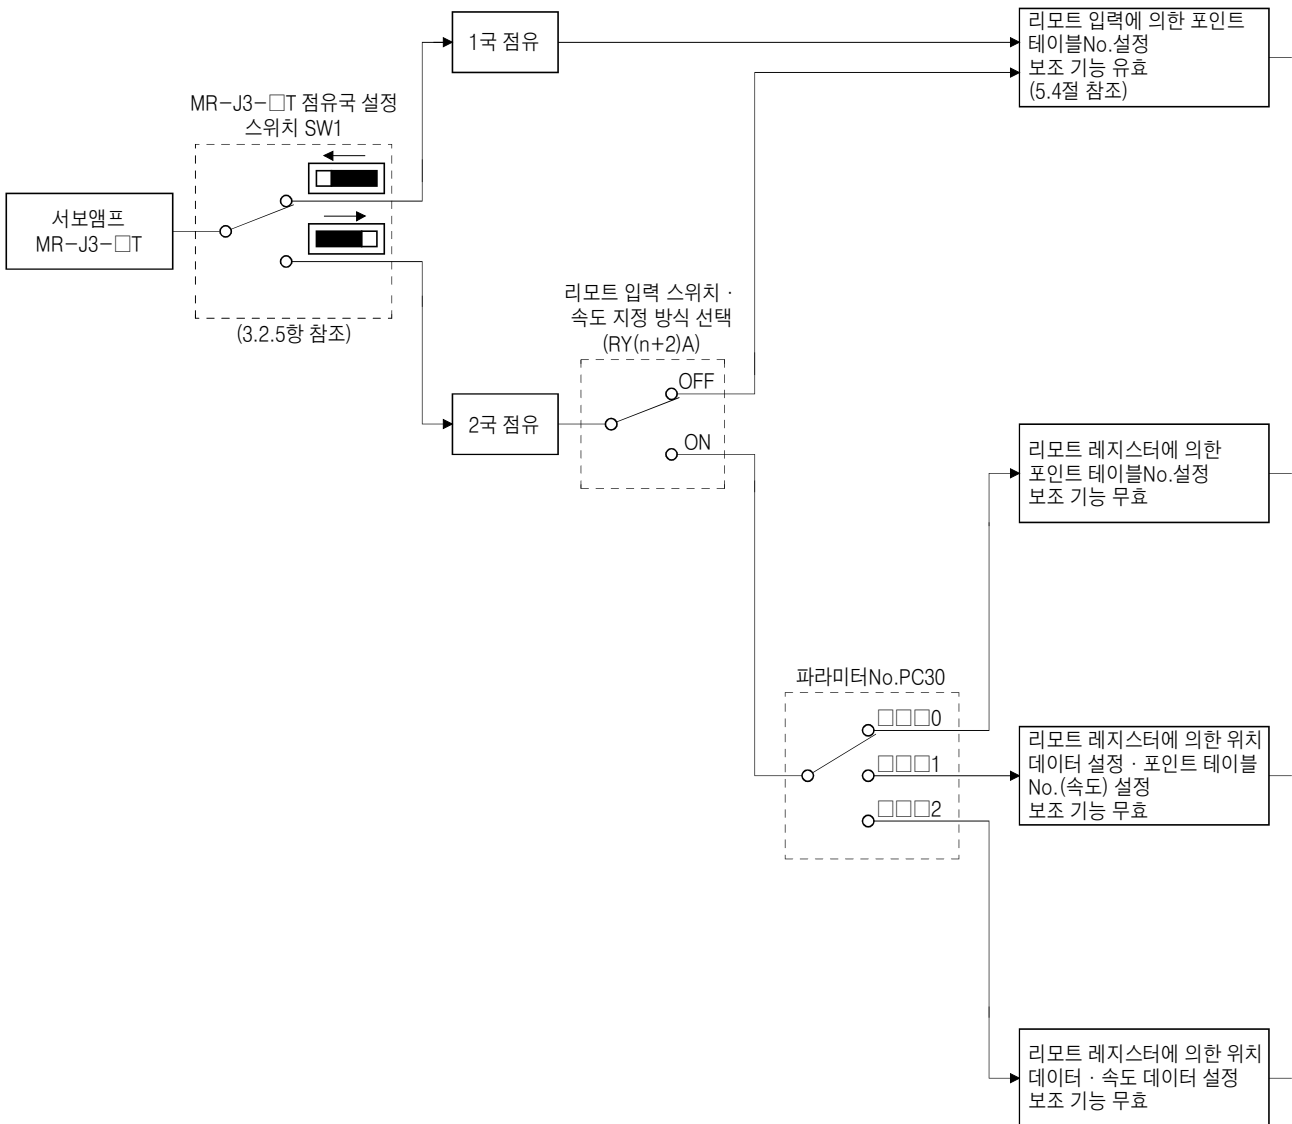 1국 점유
리모트 입력에 의한 포인트
테이블No.설정
보조 기능 유효
(5.4절 참조)
MR-J3-□T 점유국 설정
스위치 SW1
서보앰프
MR-J3-□T
(3.2.5항 참조)
리모트 입력 스위치 ·
속도 지정 방식 선택
(RY(n+2)A)
OFF
2국 점유
ON
리모트 레지스터에 의한
포인트 테이블No.설정
보조 기능 무효
파라미터No.PC30
□□□0
□□□1
□□□2
리모트 레지스터에 의한 위치
데이터 설정 · 포인트 테이블
No.(속도) 설정
보조 기능 무효
리모트 레지스터에 의한 위치
데이터 · 속도 데이터 설정
보조 기능 무효